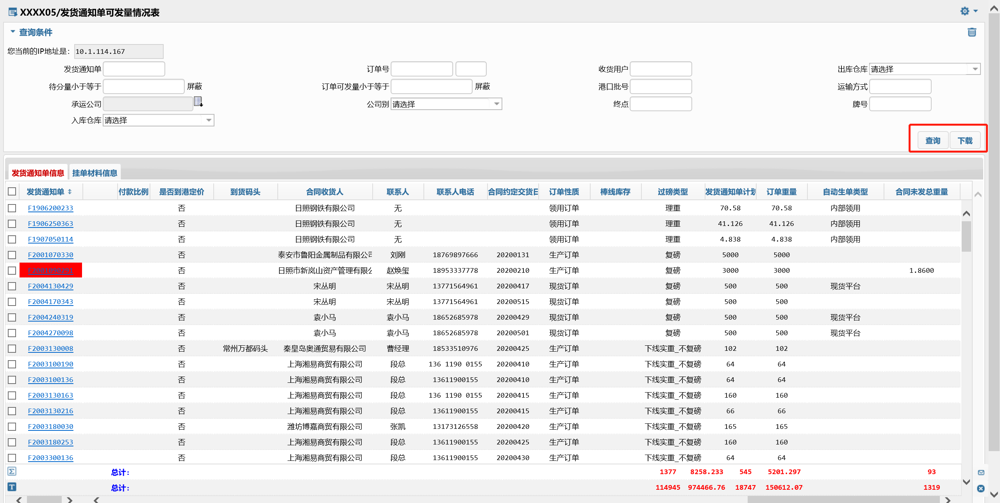 XXXX05/发货通知单可发量情况表
查询条件
您当前的IP地址是： 10.1.114.167
发货通知单 订单号 收货用户 出库仓库 请选择
待分量小于等于 屏蔽 订单可发量小于等于 屏蔽 港口批号 运输方式
承运公司 公司别 请选择 终点 牌号
入库仓库 请选择
查询 下载
发货通知单信息 挂单材料信息
发货通知单 付款比例 是否到港定价 到货码头 合同收货人 联系人 联系人电话 合同约定交货日 订单性质 棒线库存 过磅类型 发货通知单计划 订单重量 自动生单类型 合同未发总重量
F1906200233 否 日照钢铁有限公司 无 领用订单 理重 70.58 70.58 内部领用
F1906250363 否 日照钢铁有限公司 无 领用订单 理重 41.126 41.126 内部领用
F1907050114 否 日照钢铁有限公司 无 领用订单 理重 4.838 4.838 内部领用
F2001070330 否 泰安市鲁阳金属制品有限公司 刘刚 18769897666 20200131 生产订单 复磅 5000 5000
F2001090291 否 日照市新岚山资产管理有限公 赵焕玺 18953337778 20200210 生产订单 复磅 3000 3000 1.8600
F2004130429 否 宋丛明 宋丛明 13771564961 20200417 现货订单 复磅 500 500 现货平台
F2004170343 否 宋丛明 宋丛明 13771564961 20200515 现货订单 复磅 500 500
F2004240319 否 袁小马 袁小马 18652685978 20200429 现货订单 复磅 500 500 现货平台
F2004270098 否 袁小马 袁小马 18652685978 20200501 现货订单 复磅 500 500 现货平台
F2003130008 否 常州万都码头 秦皇岛奥通贸易有限公司 曹经理 18533510976 20200425 生产订单 下线实重_不复磅 102 102
F2003100190 否 上海湘易商贸有限公司 段总 136 1190 0155 20200410 生产订单 下线实重_不复磅 64 64
F2003100136 否 上海湘易商贸有限公司 段总 13611900155 20200410 生产订单 下线实重_不复磅 64 64
F2003130163 否 上海湘易商贸有限公司 段总 136 1190 0155 20200415 生产订单 下线实重_不复磅 160 160
F2003130216 否 上海湘易商贸有限公司 段总 13611900155 20200415 生产订单 下线实重_不复磅 66 66
F2003180030 否 潍坊博嘉商贸有限公司 张凯 13173126558 20200420 生产订单 下线实重_不复磅 165 165
F2003180253 否 上海湘易商贸有限公司 段总 13611900155 20200425 生产订单 下线实重_不复磅 160 160
F2003300136 否 上海湘易商贸有限公司 段总 13611900155 20200430 生产订单 下线实重_不复磅 64 64
Σ 总计： 1377 8258.233 545 5201.297 93
T 总计： 114945 974466.76 18747 150612.07 1319